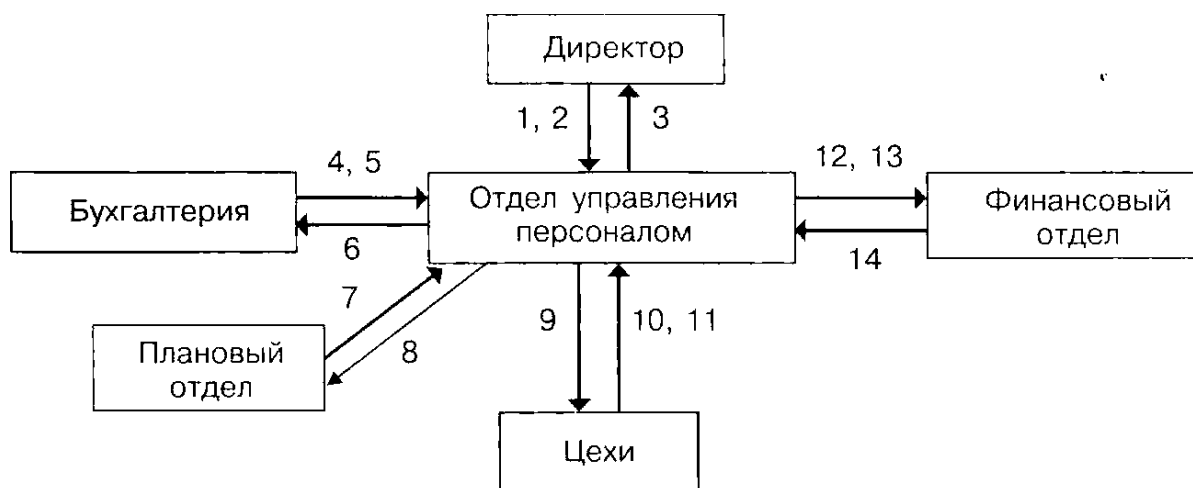 Директор
1, 2
3
4, 5
12, 13
Бухгалтерия
Отдел управления
персоналом
Финансовый
отдел
6
14
7
8
9
10, 11
Плановый
отдел
Цехи